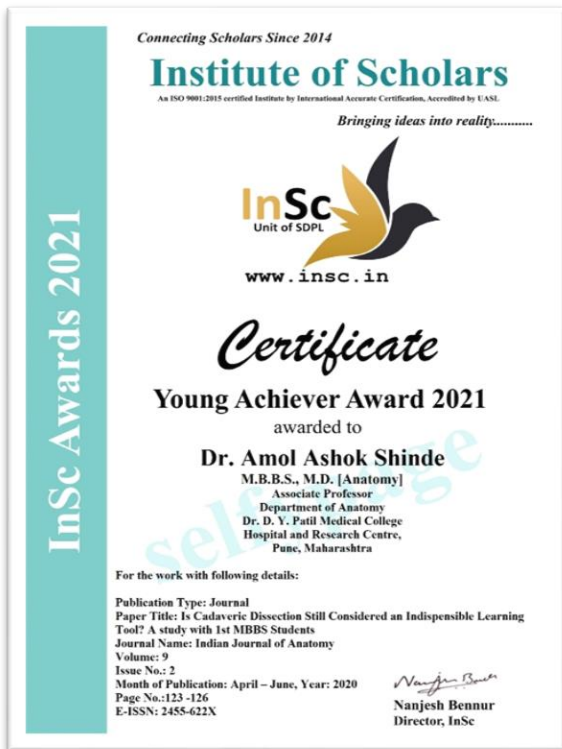 Connecting Scholars Since 2014
Institute of Scholars
An ISO 9001:2015 certified Institute by International Accurate Certification, Accredited by UASL
Bringing ideas into reality...........
InSc
Unit of SDPL
www.insc.in
InSc Awards 2021
Certificate
Young Achiever Award 2021
awarded to
Dr. Amol Ashok Shinde
M.B.B.S., M.D. [Anatomy]
Associate Professor
Department of Anatomy
Dr. D. Y. Patil Medical College
Hospital and Research Centre,
Pune, Maharashtra
For the work with following details:
Publication Type: Journal
Paper Title: Is Cadaveric Dissection Still Considered an Indispensible Learning
Tool? A study with 1st MBBS Students
Journal Name: Indian Journal of Anatomy
Volume: 9
Issue No.: 2
Month of Publication: April – June, Year: 2020
Page No.:123 -126
E-ISSN: 2455-622X
Nanjesh Bennur
Director, InSc